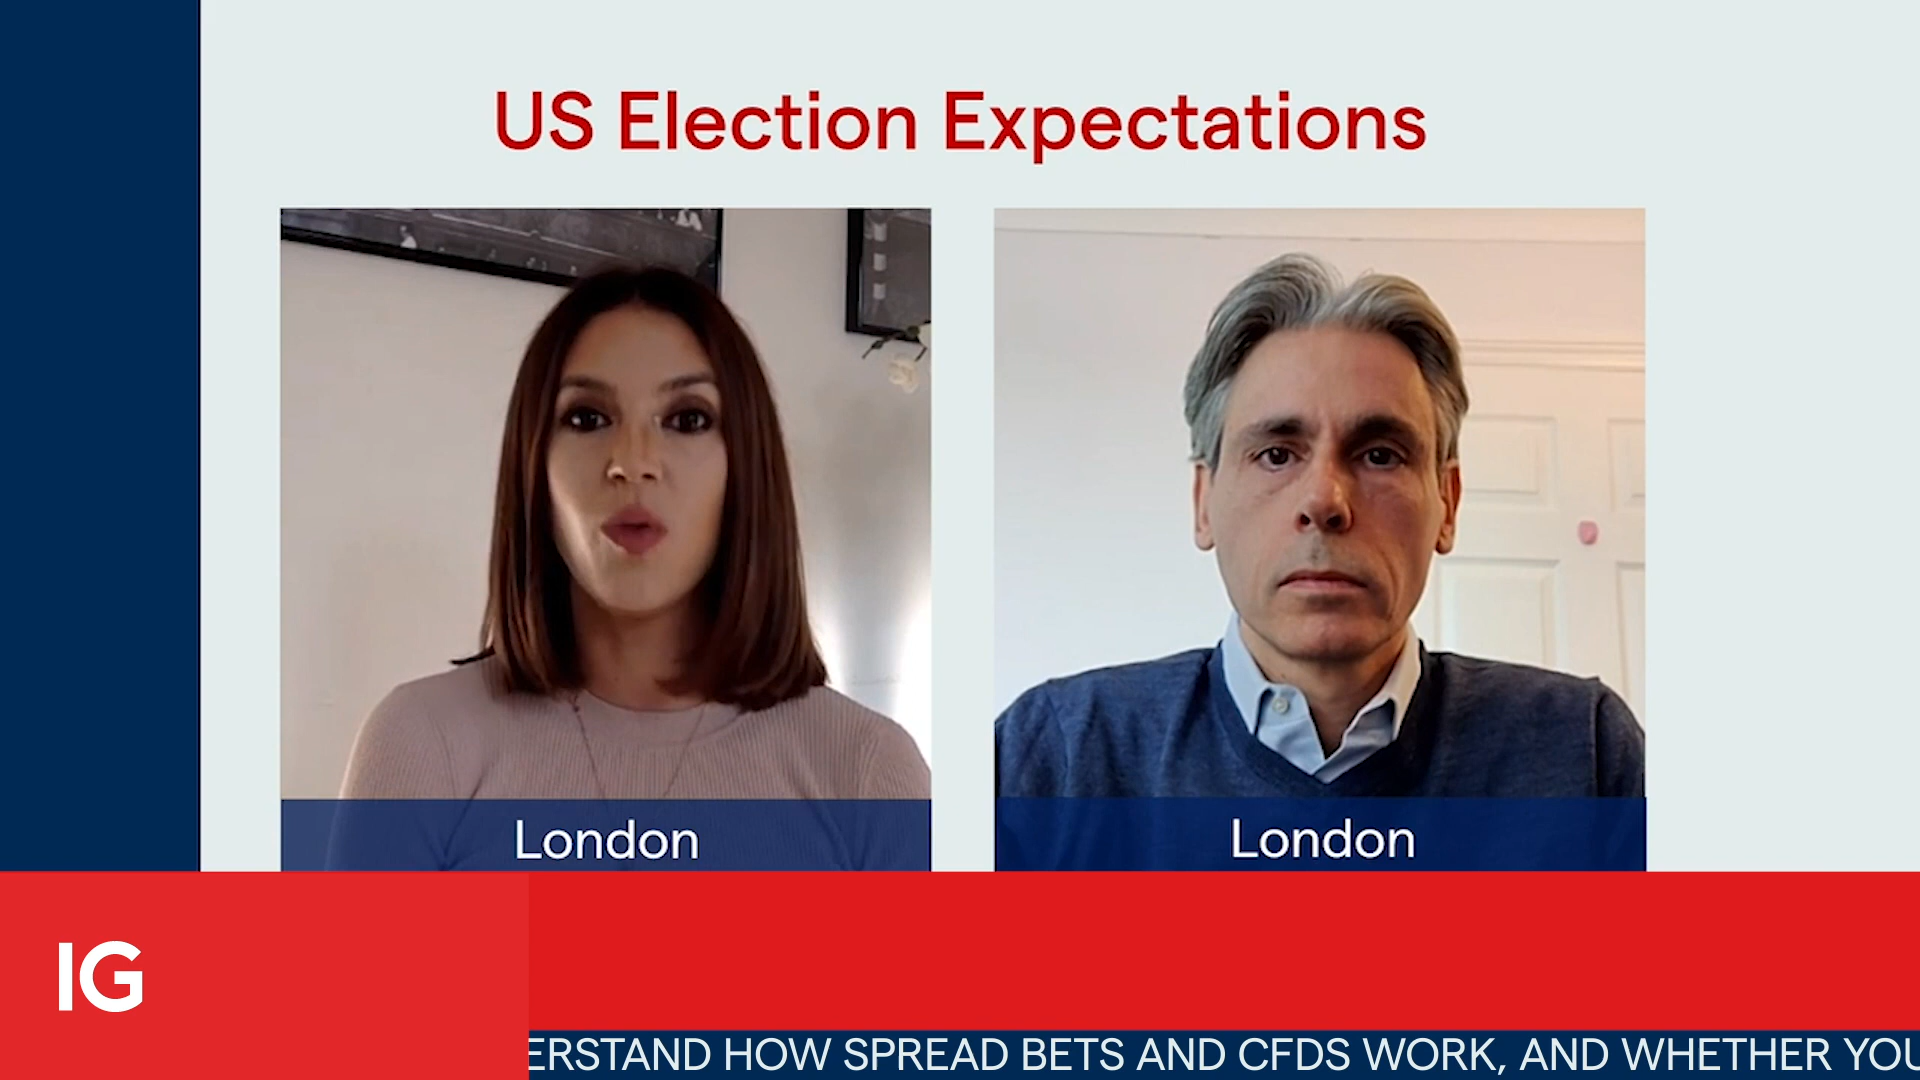 US Election Expectations
London
London
IG
ERSTAND HOW SPREAD BETS AND CFDS WORK, AND WHETHER YOU